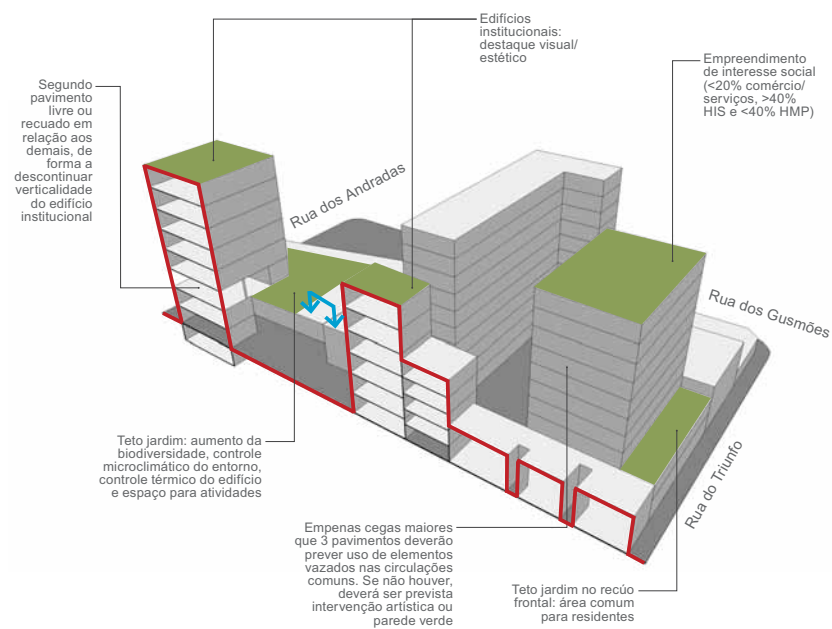 Edifícios
institucionais:
destaque visual/
estético
Empreendimento
de interesse social
(<20% comércio/
serviços, >40%
HIS e <40% HMP)
Segundo
pavimento
livre ou
recuado em
relação aos
demais, de
forma a
descontinuar
verticalidade
do edifício
institucional
Rua dos Andradas
Rua dos Gusmões
Rua do Triunfo
Teto jardim: aumento da
biodiversidade, controle
microclimático do entorno,
controle térmico do edifício
e espaço para atividades
Empenas cegas maiores
que 3 pavimentos deverão
prever uso de elementos
vazados nas circulações
comuns. Se não houver,
deverá ser prevista
intervenção artística ou
parede verde
Teto jardim no recúo
frontal: área comum
para residentes